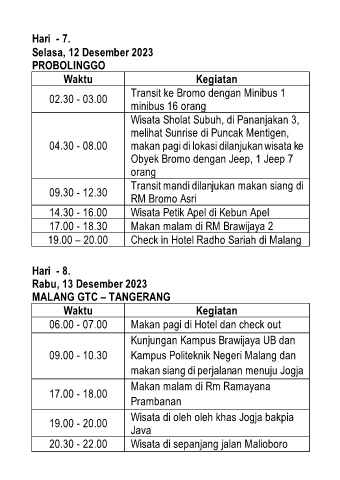 Hari - 7.
Selasa, 12 Desember 2023
PROBOLINGGO
Waktu Kegiatan
02.30 - 03.00 Transit ke Bromo dengan Minibus 1
minibus 16 orang
04.30 - 08.00 Wisata Sholat Subuh, di Pananjakan 3,
melihat Sunrise di Puncak Mentigen,
makan pagi di lokasi dilanjutkan wisata ke
Obyek Bromo dengan Jeep, 1 Jeep 7
orang
09.30 - 12.30 Transit mandi dilanjutkan makan siang di
RM Bromo Asri
14.30 - 16.00 Wisata Petik Apel di Kebun Apel
17.00 - 18.30 Makan malam di RM Brawijaya 2
19.00 – 20.00 Check in Hotel Radho Sariah di Malang
Hari - 8.
Rabu, 13 Desember 2023
MALANG GTC – TANGERANG
Waktu Kegiatan
06.00 - 07.00 Makan pagi di Hotel dan check out
09.00 - 10.30 Kunjungan Kampus Brawijaya UB dan
Kampus Politeknik Negeri Malang dan
makan siang di perjalanan menuju Jogja
17.00 - 18.00 Makan malam di Rm Ramayana
Prambanan
19.00 - 20.00 Wisata di oleh oleh khas Jogja bakpia
Java
20.30 - 22.00 Wisata di sepanjang jalan Malioboro